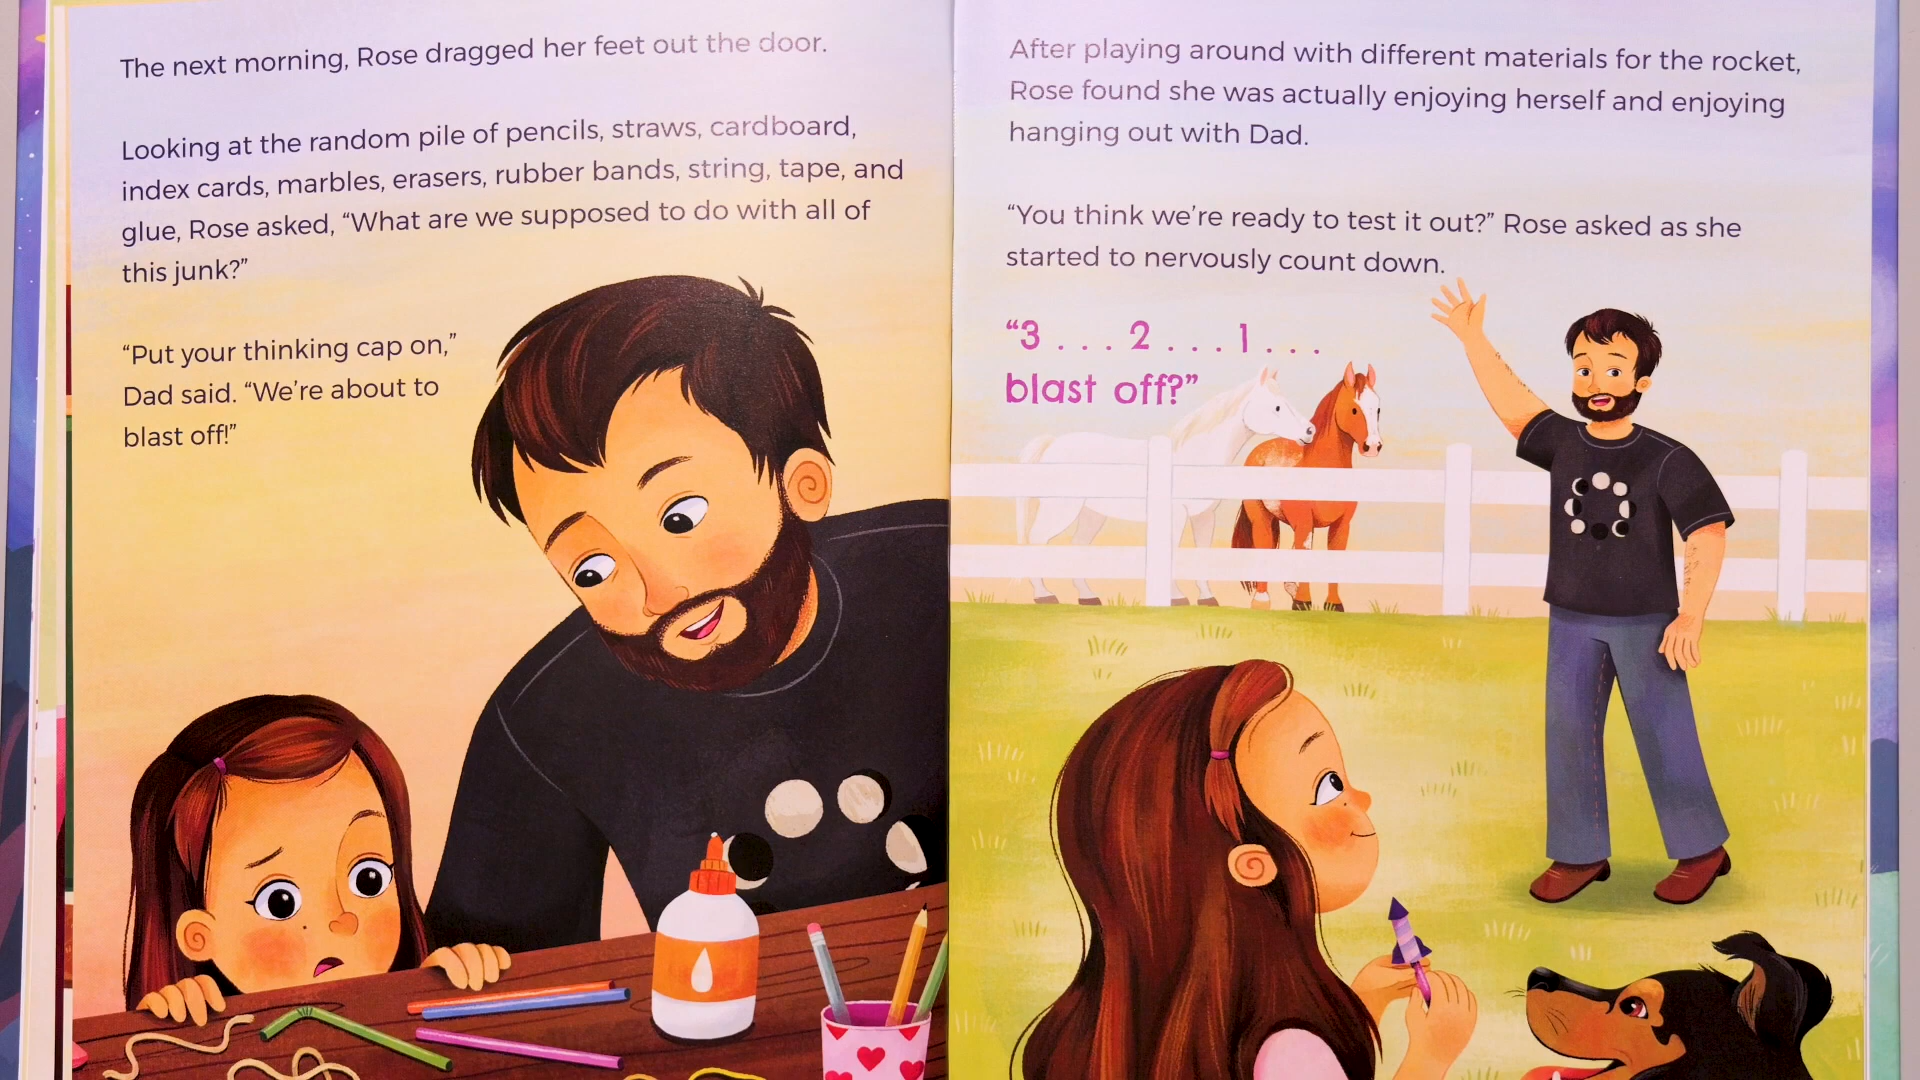 The next morning, Rose dragged her feet out the door.
Looking at the random pile of pencils, straws, cardboard,
index cards, marbles, erasers, rubber bands, string, tape, and
glue, Rose asked, “What are we supposed to do with all of
this junk?”
“Put your thinking cap on,”
Dad said. “We’re about to
blast off!”
After playing around with different materials for the rocket,
Rose found she was actually enjoying herself and enjoying
hanging out with Dad.
“You think we’re ready to test it out?” Rose asked as she
started to nervously count down.
“3 . . . 2 . . . 1 . . .
blast off?”